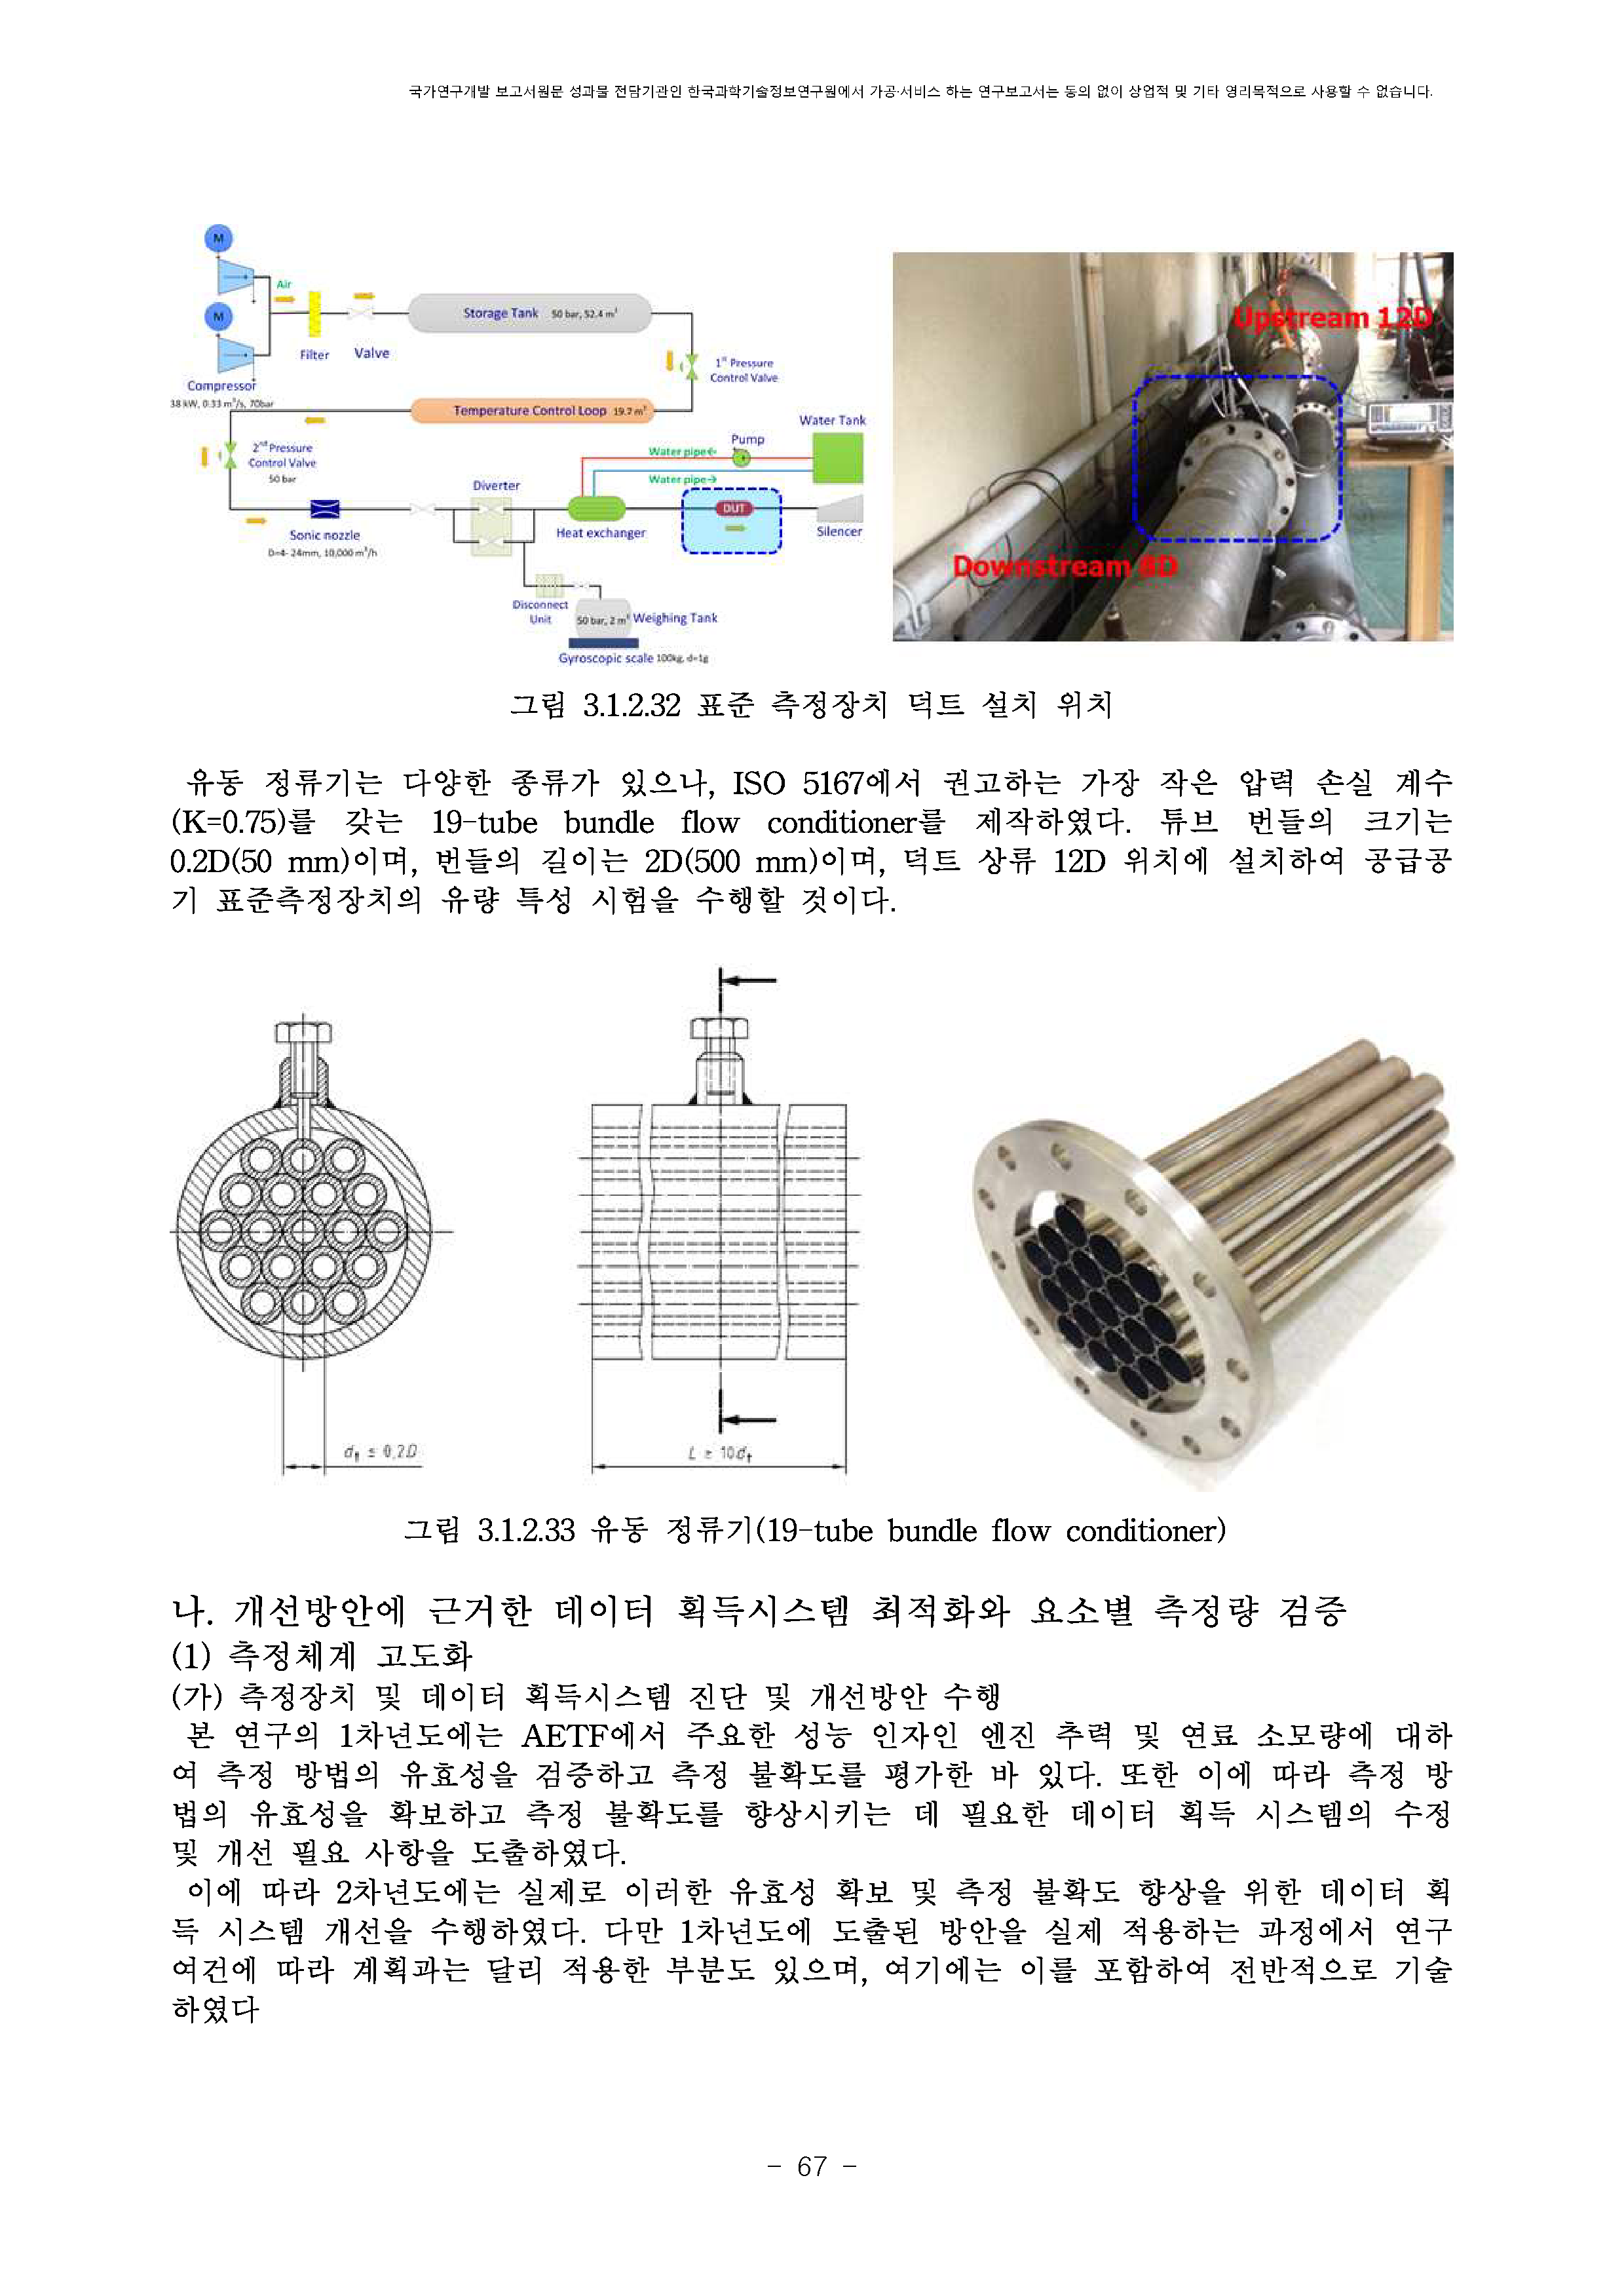 국가연구개발 보고서원문 성과물 전담기관인 한국과학기술정보연구원에서 가공·서비스 하는 연구보고서는 동의 없이 상업적 및 기타 영리목적으로 사용할 수 없습니다.
M
Air
M
Filter
Valve
Storage Tank 50 bar, 52.4 m³
1st Pressure
Control Valve
Compressor
38 kW, 0.33 m³/s, 70bar
Temperature Control Loop 19.7 m³
2nd Pressure
Control Valve
50 bar
Water Tank
Pump
Water pipe←
Water pipe→
Diverter
DUT
Sonic nozzle
D=4- 24mm, 10,000 m³/h
Heat exchanger
Silencer
Disconnect
Unit
50 bar, 2 m³ Weighing Tank
Gyroscopic scale 100kg, d=1g
Upstream 12D
Downstream 8D
그림 3.1.2.32 표준 측정장치 덕트 설치 위치
유동 정류기는 다양한 종류가 있으나, ISO 5167에서 권고하는 가장 작은 압력 손실 계수
(K=0.75)를 갖는 19-tube bundle flow conditioner를 제작하였다. 튜브 번들의 크기는
0.2D(50 mm)이며, 번들의 길이는 2D(500 mm)이며, 덕트 상류 12D 위치에 설치하여 공급공
기 표준측정장치의 유량 특성 시험을 수행할 것이다.
dt ≤ 0,2D
L ≥ 10dt
그림 3.1.2.33 유동 정류기(19-tube bundle flow conditioner)
나. 개선방안에 근거한 데이터 획득시스템 최적화와 요소별 측정량 검증
(1) 측정체계 고도화
(가) 측정장치 및 데이터 획득시스템 진단 및 개선방안 수행
본 연구의 1차년도에는 AETF에서 주요한 성능 인자인 엔진 추력 및 연료 소모량에 대하
여 측정 방법의 유효성을 검증하고 측정 불확도를 평가한 바 있다. 또한 이에 따라 측정 방
법의 유효성을 확보하고 측정 불확도를 향상시키는 데 필요한 데이터 획득 시스템의 수정
및 개선 필요 사항을 도출하였다.
이에 따라 2차년도에는 실제로 이러한 유효성 확보 및 측정 불확도 향상을 위한 데이터 획
득 시스템 개선을 수행하였다. 다만 1차년도에 도출된 방안을 실제 적용하는 과정에서 연구
여건에 따라 계획과는 달리 적용한 부분도 있으며, 여기에는 이를 포함하여 전반적으로 기술
하였다
- 67 -